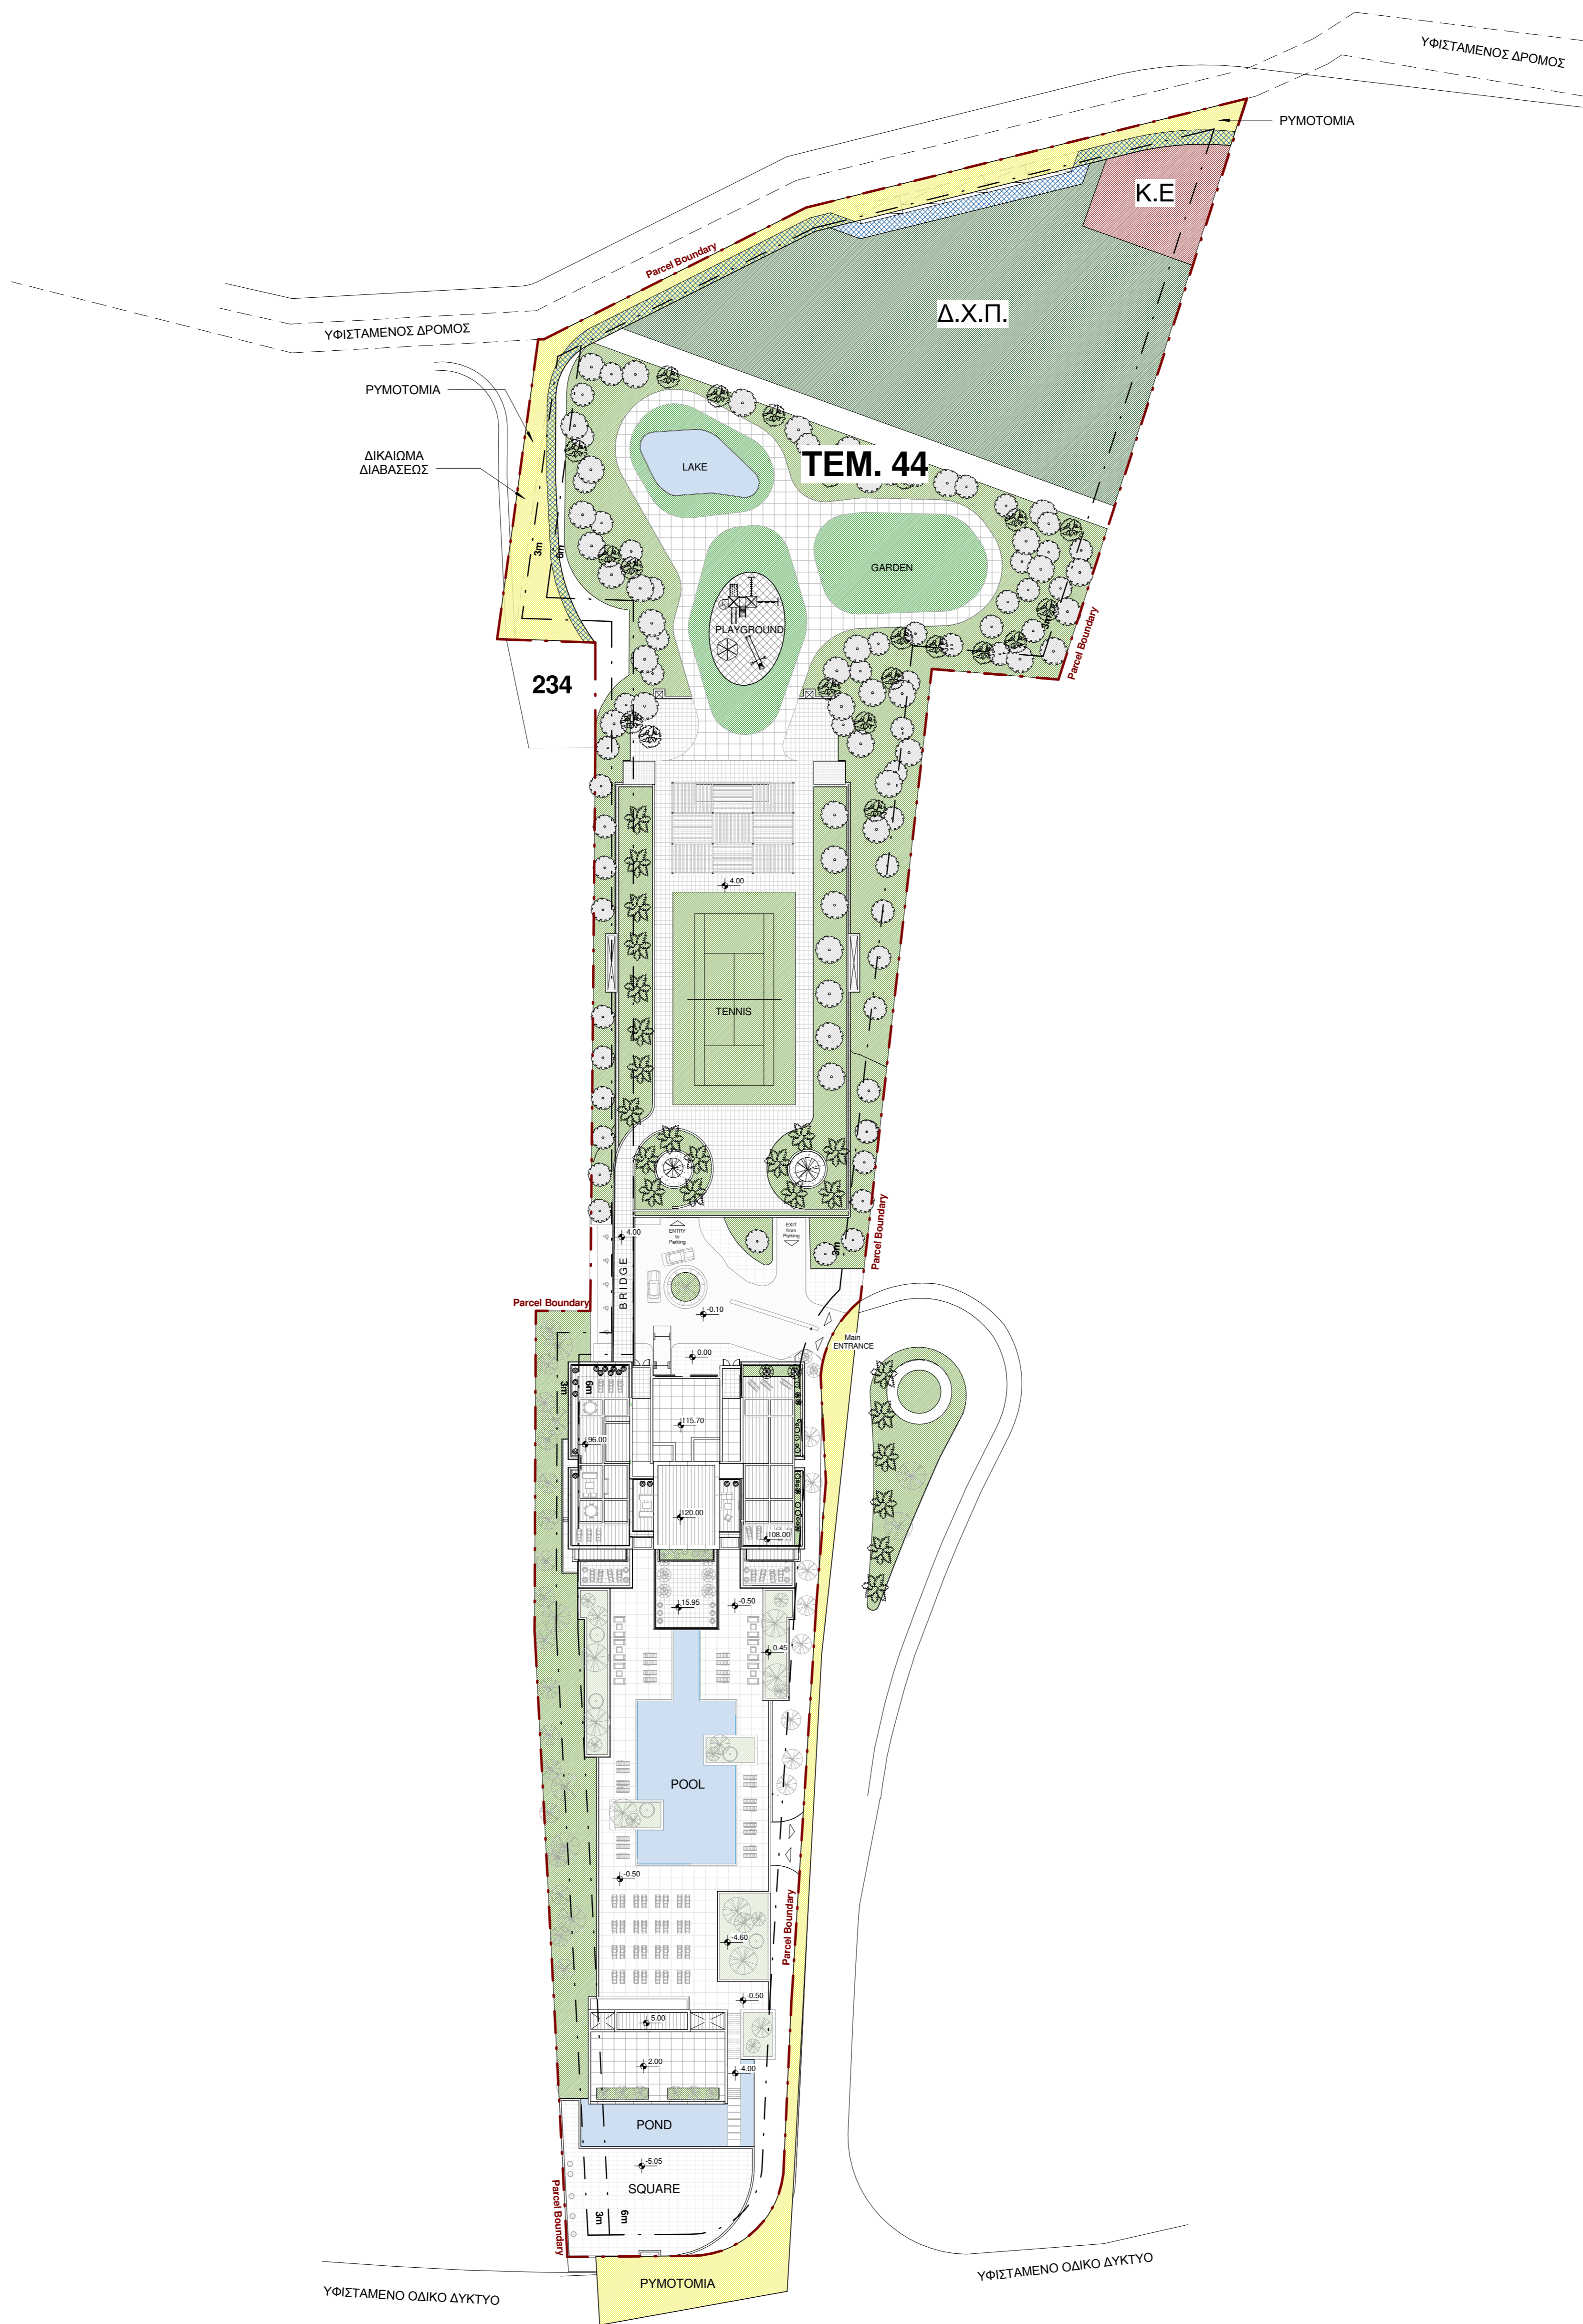 ΥΦΙΣΤΑΜΕΝΟΣ ΔΡΟΜΟΣ
ΡΥΜΟΤΟΜΙΑ
Κ.Ε
Parcel Boundary
Δ.Χ.Π.
ΥΦΙΣΤΑΜΕΝΟΣ ΔΡΟΜΟΣ
ΡΥΜΟΤΟΜΙΑ
ΔΙΚΑΙΩΜΑ
ΔΙΑΒΑΣΕΩΣ
LAKE
ΤΕΜ. 44
3m
6m
GARDEN
PLAYGROUND
3m
Parcel Boundary
234
4.00
TENNIS
Parcel Boundary
4.00
ENTRY
to
Parking
EXIT
from
Parking
3m
BRIDGE
Parcel Boundary
-0.10
Main
ENTRANCE
0.00
3m
6m
115.70
96.00
120.00
108.00
15.95
-0.50
0.45
POOL
-0.50
Parcel Boundary
-4.60
-0.50
5.00
2.00
-4.00
POND
-5.05
SQUARE
Parcel Boundary
3m
6m
ΡΥΜΟΤΟΜΙΑ
ΥΦΙΣΤΑΜΕΝΟ ΟΔΙΚΟ ΔΥΚΤΥΟ
ΥΦΙΣΤΑΜΕΝΟ ΟΔΙΚΟ ΔΥΚΤΥΟ